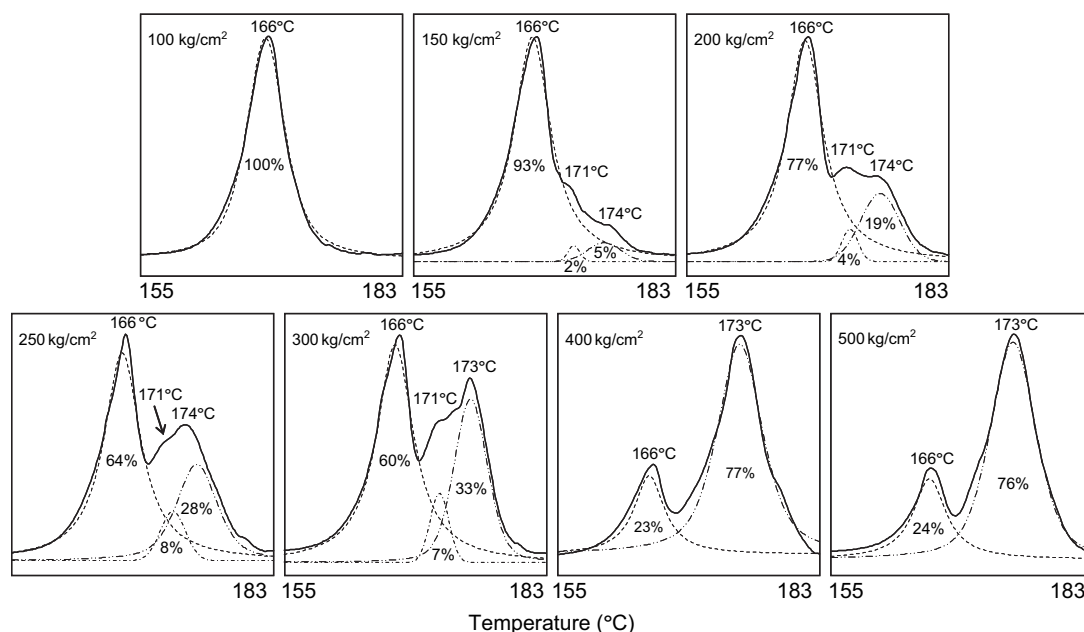 100 kg/cm²
166°C
100%
150 kg/cm²
166°C
171°C
174°C
93%
5%
2%
200 kg/cm²
166°C
171°C
174°C
77%
19%
4%
155
183
155
183
155
183
250 kg/cm²
166°C
171°C
174°C
64%
28%
8%
300 kg/cm²
166°C
171°C
173°C
60%
33%
7%
400 kg/cm²
173°C
166°C
77%
23%
500 kg/cm²
173°C
166°C
76%
24%
155
183
155
183
155
183
155
183
Temperature (°C)